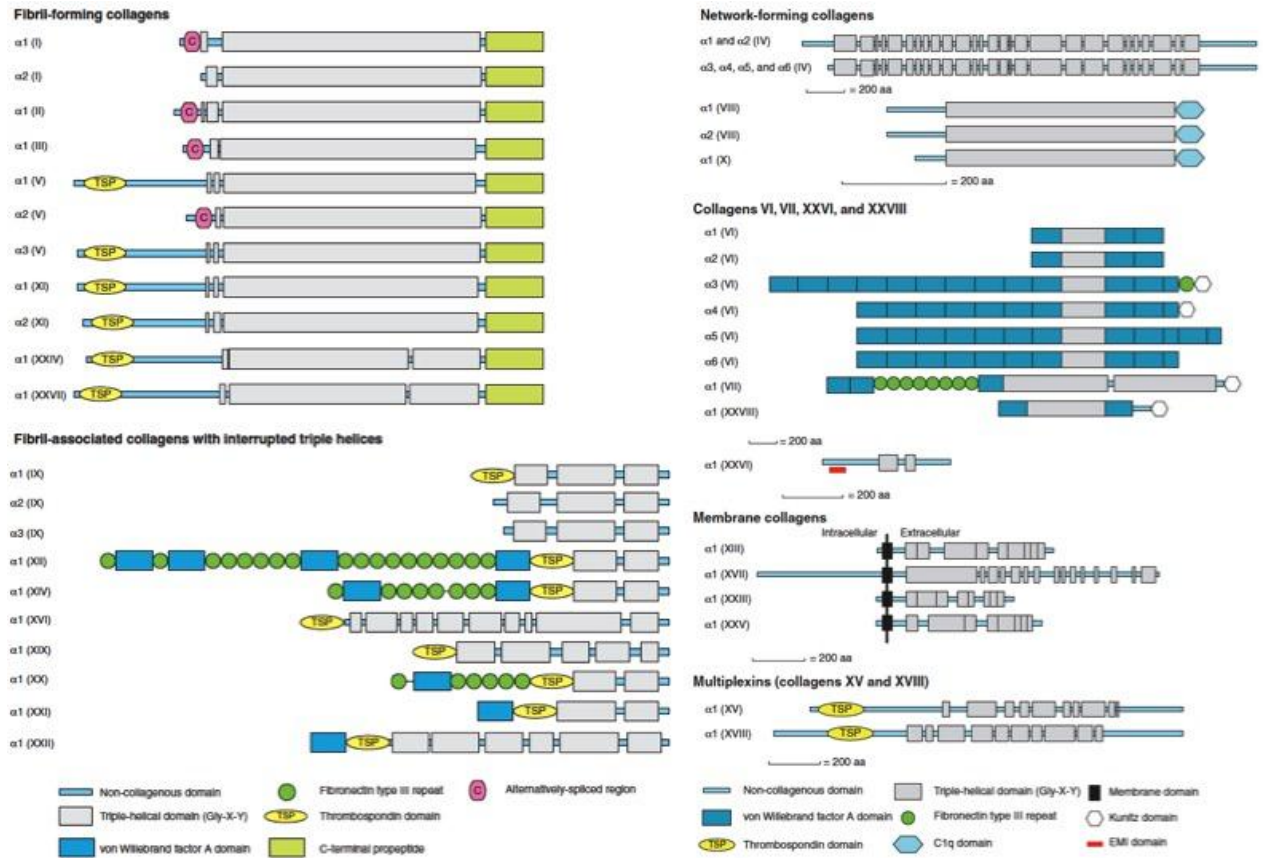 Fibril-forming collagens
α1 (I)
C
α2 (I)
α1 (II)
C
α1 (III)
C
α1 (V)
TSP
α2 (V)
C
α3 (V)
TSP
α1 (XI)
TSP
α2 (XI)
TSP
α1 (XXIV)
TSP
α1 (XXVII)
TSP
Fibril-associated collagens with interrupted triple helices
α1 (IX)
TSP
α2 (IX)
α3 (IX)
α1 (XII)
TSP
α1 (XIV)
TSP
α1 (XVI)
TSP
α1 (XIX)
TSP
α1 (XX)
TSP
α1 (XXI)
TSP
α1 (XXII)
TSP
Non-collagenous domain
Fibronectin type III repeat
C
Alternatively-spliced region
Triple-helical domain (Gly-X-Y)
TSP
Thrombospondin domain
von Willebrand factor A domain
C-terminal propeptide
Network-forming collagens
α1 and α2 (IV)
α3, α4, α5, and α6 (IV)
= 200 aa
α1 (VIII)
α2 (VIII)
α1 (X)
= 200 aa
Collagens VI, VII, XXVI, and XXVIII
α1 (VI)
α2 (VI)
α3 (VI)
α4 (VI)
α5 (VI)
α6 (VI)
α1 (VII)
α1 (XXVIII)
= 200 aa
α1 (XXVI)
= 200 aa
Membrane collagens
Intracellular Extracellular
α1 (XIII)
α1 (XVII)
α1 (XXIII)
α1 (XXV)
= 200 aa
Multiplexins (collagens XV and XVIII)
α1 (XV)
TSP
α1 (XVIII)
TSP
= 200 aa
Non-collagenous domain
Triple-helical domain (Gly-X-Y)
Membrane domain
von Willebrand factor A domain
Fibronectin type III repeat
Kunitz domain
TSP
Thrombospondin domain
C1q domain
EMI domain